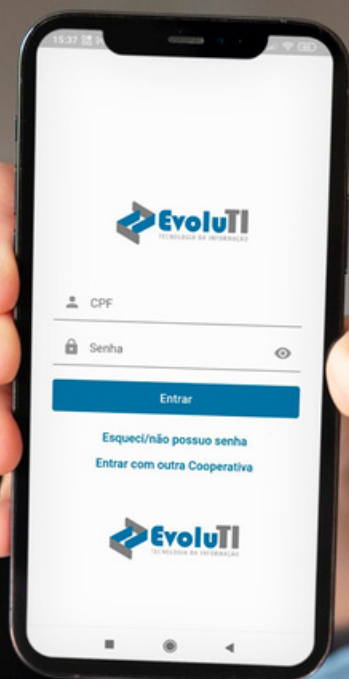 15:37
EvoluTI
TECNOLOGIA DA INFORMAÇÃO
CPF
Senha
Entrar
Esqueci/não possuo senha
Entrar com outra Cooperativa
EvoluTI
TECNOLOGIA DA INFORMAÇÃO